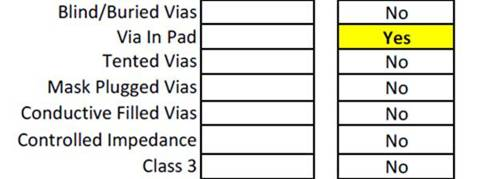 Blind/Buried Vias No
Via In Pad Yes
Tented Vias No
Mask Plugged Vias No
Conductive Filled Vias No
Controlled Impedance No
Class 3 No